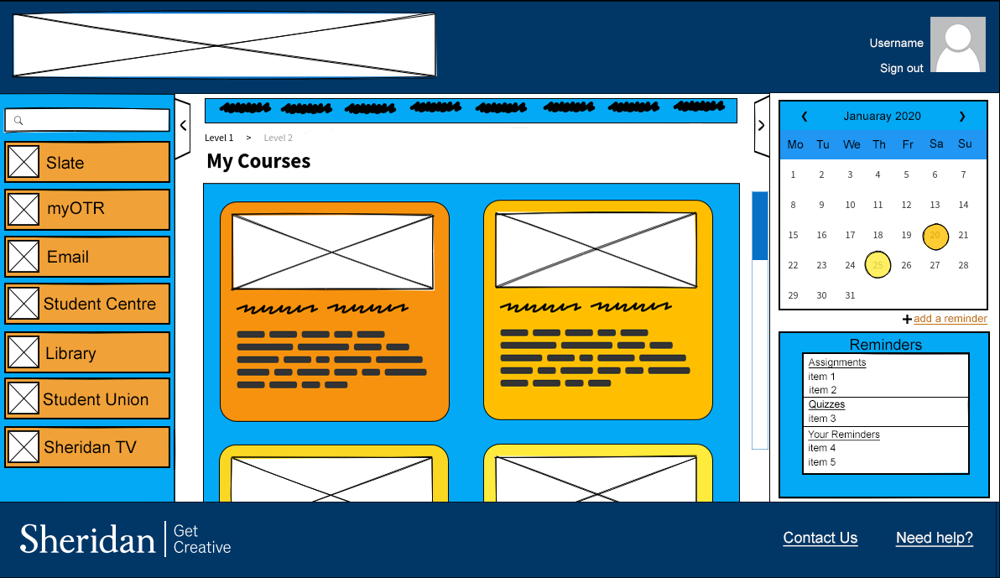 Username
Sign out
Slate
myOTR
Email
Student Centre
Library
Student Union
Sheridan TV
Level 1 > Level 2
My Courses
❮ Januaray 2020 ❯
Mo Tu We Th Fr Sa Su
1 2 3 4 5 6 7
8 9 10 11 12 13 14
15 16 17 18 19 20 21
22 23 24 25 26 27 28
29 30 31
+add a reminder
Reminders
Assignments
item 1
item 2
Quizzes
item 3
Your Reminders
item 4
item 5
Sheridan
Get
Creative
Contact Us
Need help?